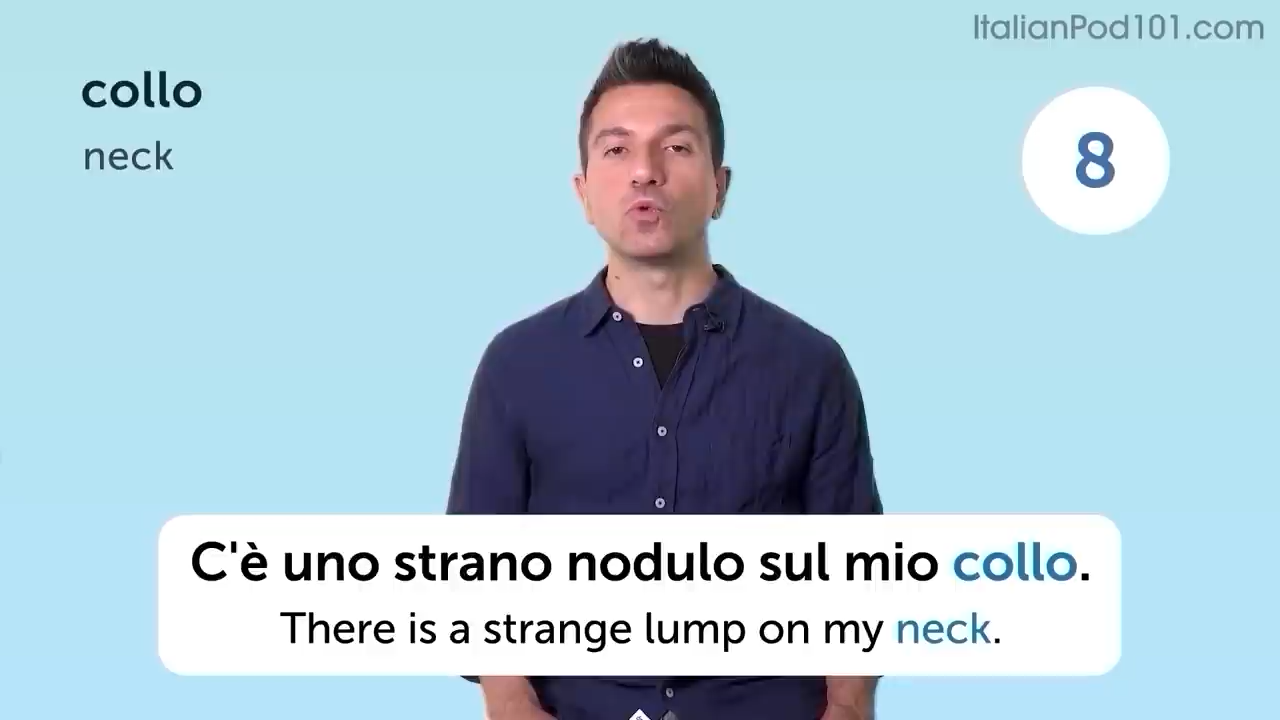 ItalianPod101.com
collo
neck
8
C'è uno strano nodulo sul mio collo.
There is a strange lump on my neck.